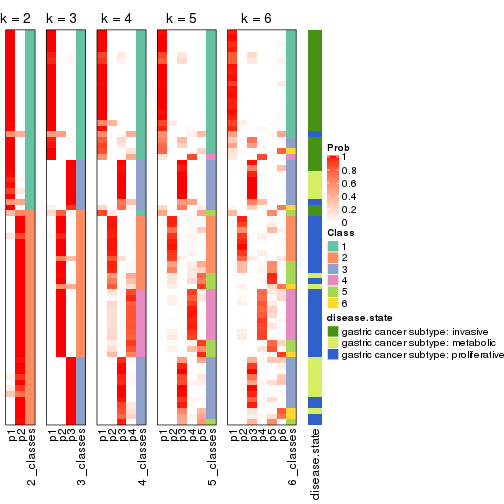 k = 2 k = 3 k = 4 k = 5 k = 6
Prob
1
0.8
0.6
0.4
0.2
0
Class
1
2
3
4
5
6
disease.state
gastric cancer subtype: invasive
gastric cancer subtype: metabolic
gastric cancer subtype: proliferative
p1 p2 2_classes p1 p2 p3 3_classes p1 p2 p3 p4 4_classes p1 p2 p3 p4 p5 5_classes p1 p2 p3 p4 p5 p6 6_classes disease.state